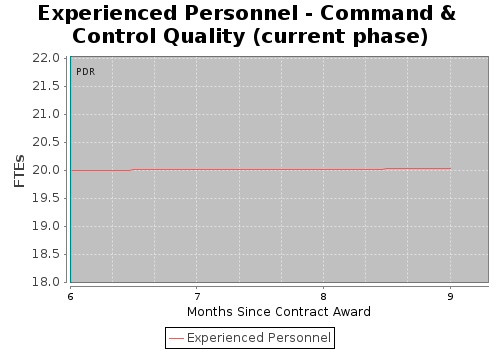 Experienced Personnel - Command &
Control Quality (current phase)
22.0
21.5
21.0
20.5
20.0
19.5
19.0
18.5
18.0
FTEs
PDR
6 7 8 9
Months Since Contract Award
Experienced Personnel